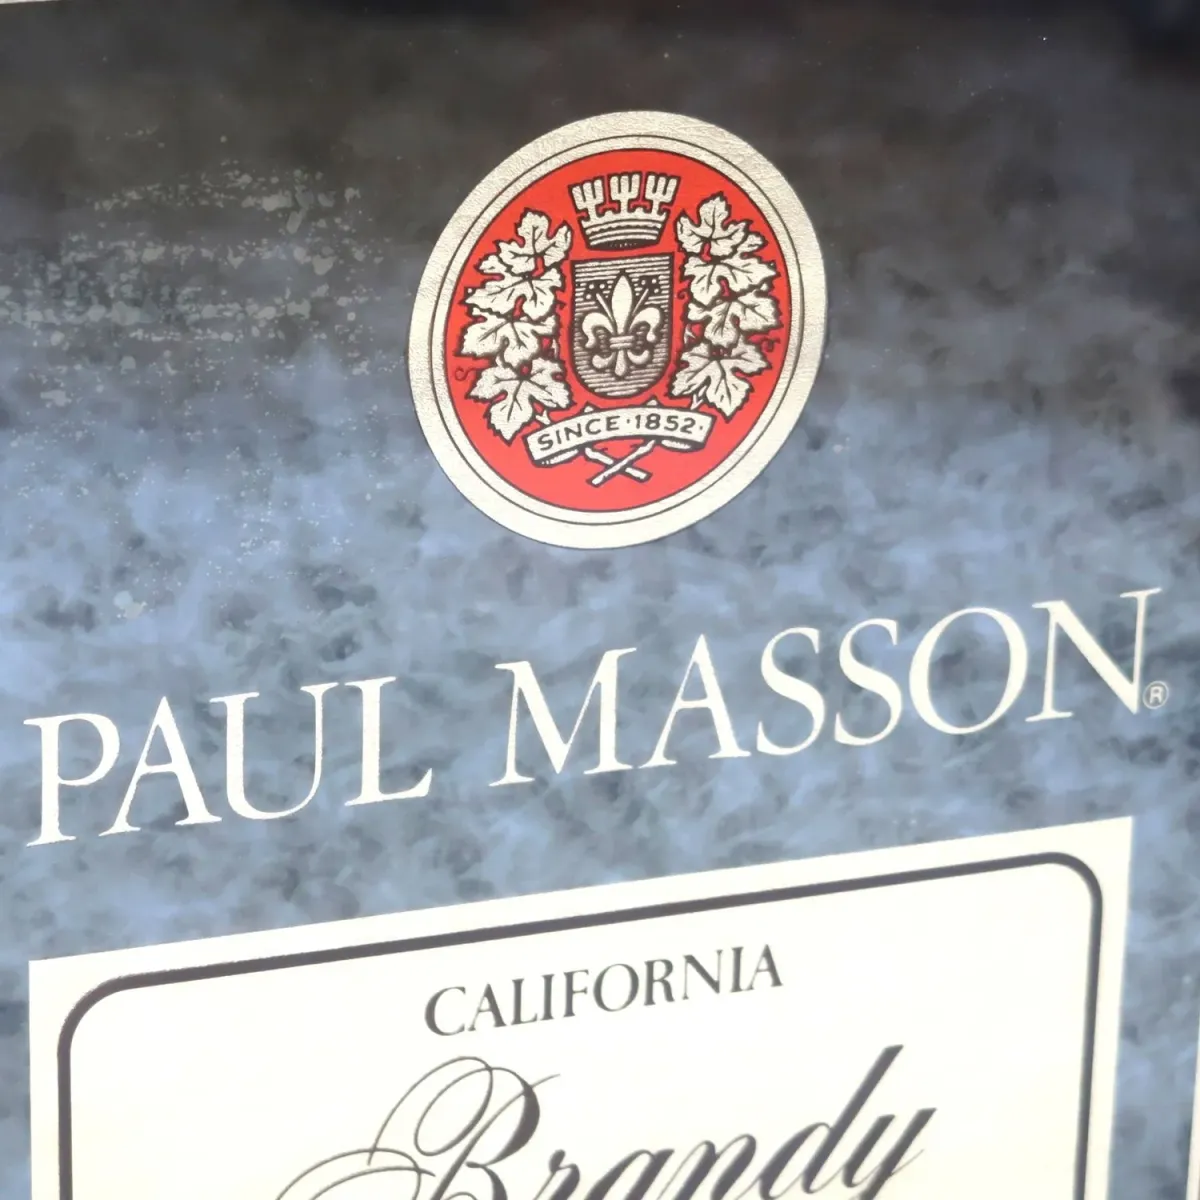 SINCE·1852·
PAUL MASSON®
CALIFORNIA
Brandy